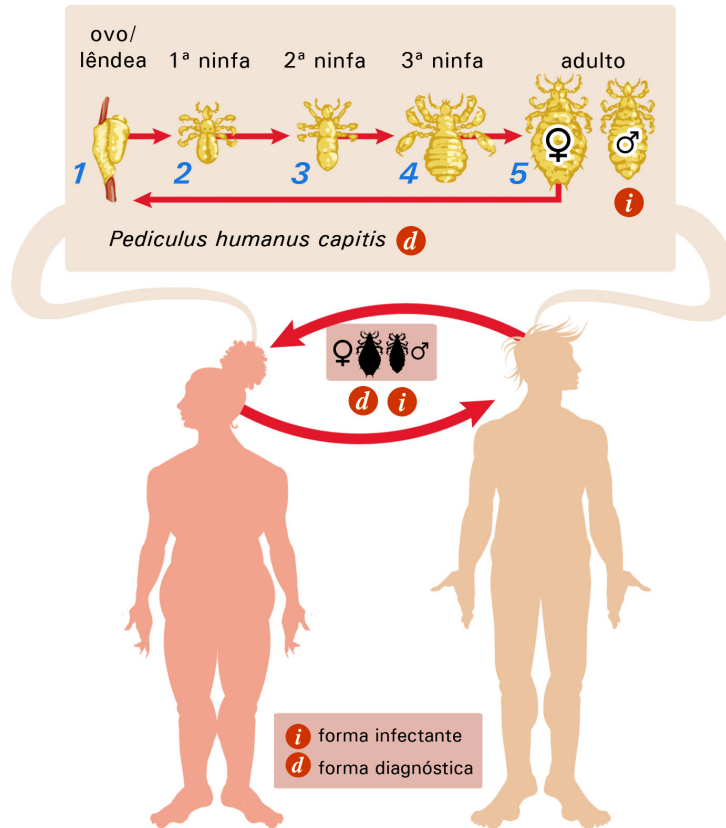 ovo/
lêndea
1ª ninfa
2ª ninfa
3ª ninfa
adulto
1
2
3
4
5
♀
♂
i
Pediculus humanus capitis d
♀ ♂
d i
i forma infectante
d forma diagnóstica